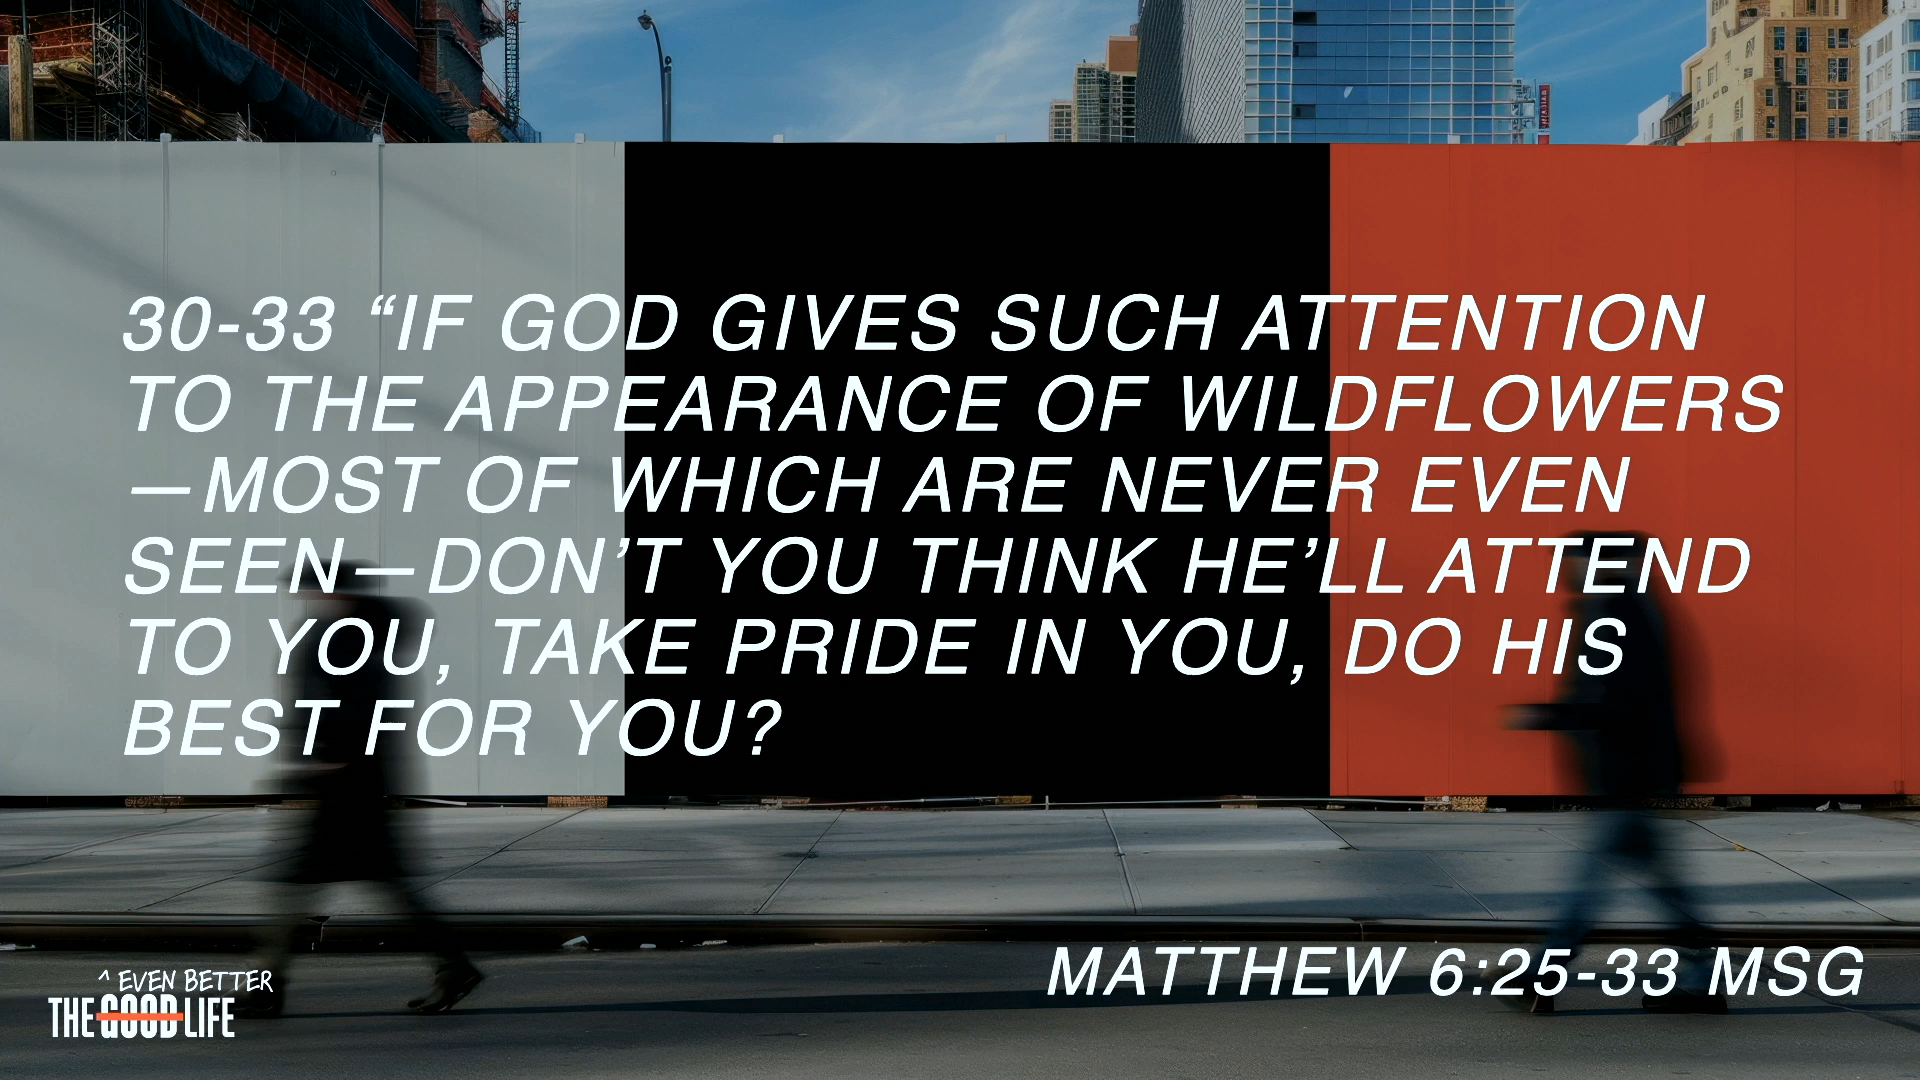 30-33 “IF GOD GIVES SUCH ATTENTION
TO THE APPEARANCE OF WILDFLOWERS
—MOST OF WHICH ARE NEVER EVEN
SEEN—DON’T YOU THINK HE’LL ATTEND
TO YOU, TAKE PRIDE IN YOU, DO HIS
BEST FOR YOU?
MATTHEW 6:25-33 MSG
^ EVEN BETTER
THE GOOD LIFE